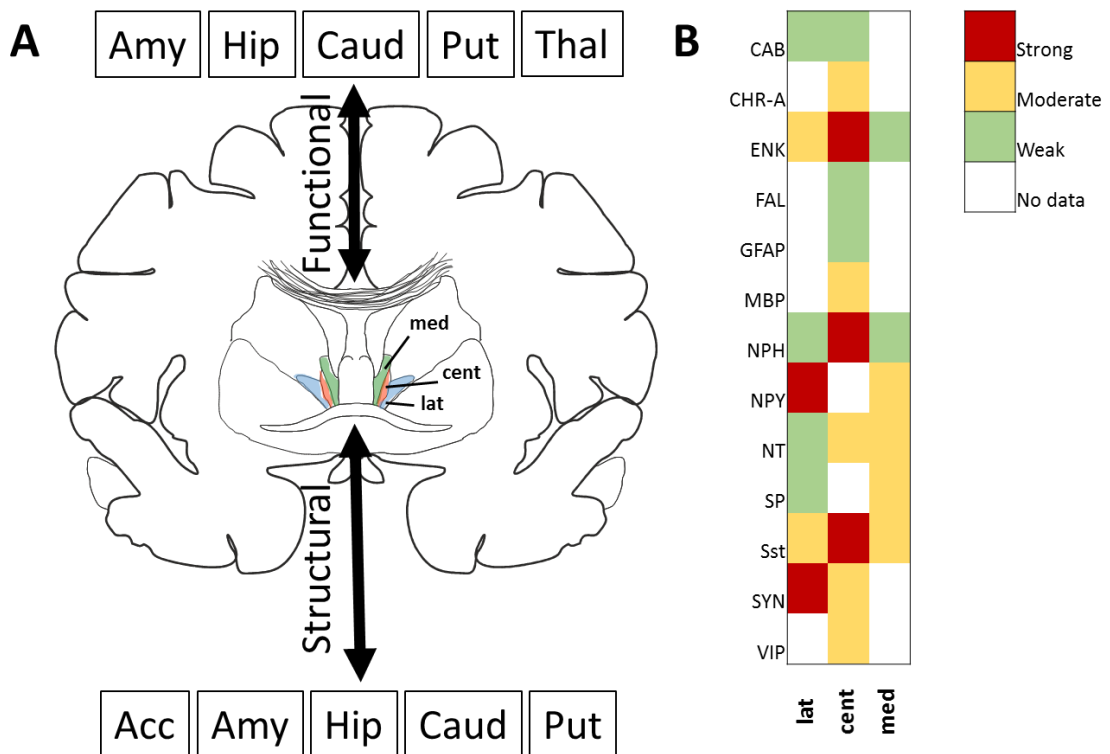 A
Amy Hip Caud Put Thal
Functional
med
cent
lat
Structural
Acc Amy Hip Caud Put
B
CAB
CHR-A
ENK
FAL
GFAP
MBP
NPH
NPY
NT
SP
Sst
SYN
VIP
lat cent med
Strong
Moderate
Weak
No data